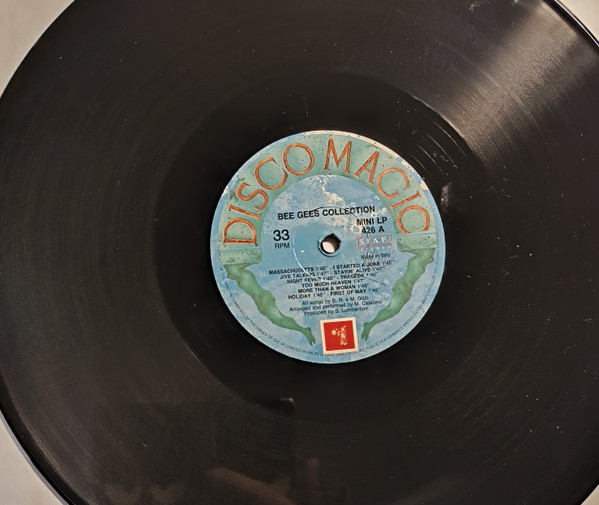 DISCO MAGIC
BEE GEES COLLECTION
33
RPM
MINI LP
426 A
S.I.A.E.
Made in Italy
MASSACHUSETTS 1'48" - I STARTED A JOKE 1'46"
JIVE TALKING 1'47" - STAYIN' ALIVE 1'47"
NIGHT FEVER 1'48" - TRAGEDY 1'46"
TOO MUCH HEAVEN 1'47"
MORE THAN A WOMAN 1'46"
HOLIDAY 1'46" - FIRST OF MAY 1'46"
All songs by B. R. e M. Gibb
Arranged and performed by M. Catalano
Produced by S. Lombardoni